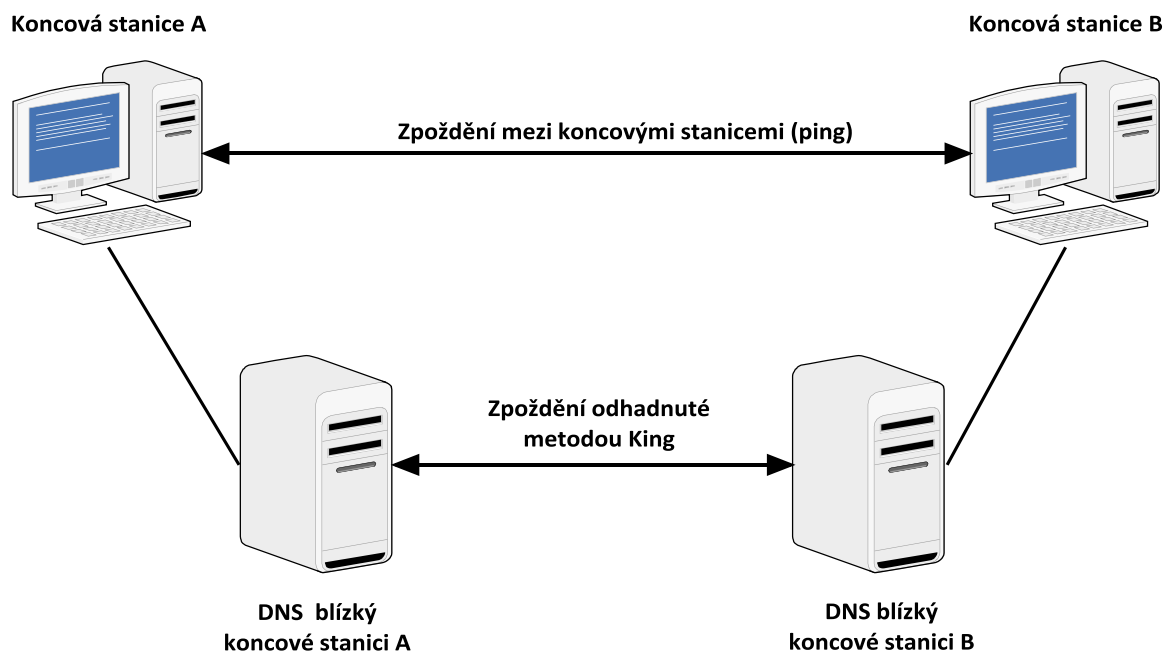 Koncová stanice A
Koncová stanice B
Zpoždění mezi koncovými stanicemi (ping)
Zpoždění odhadnuté
metodou King
DNS blízký
koncové stanici A
DNS blízký
koncové stanici B